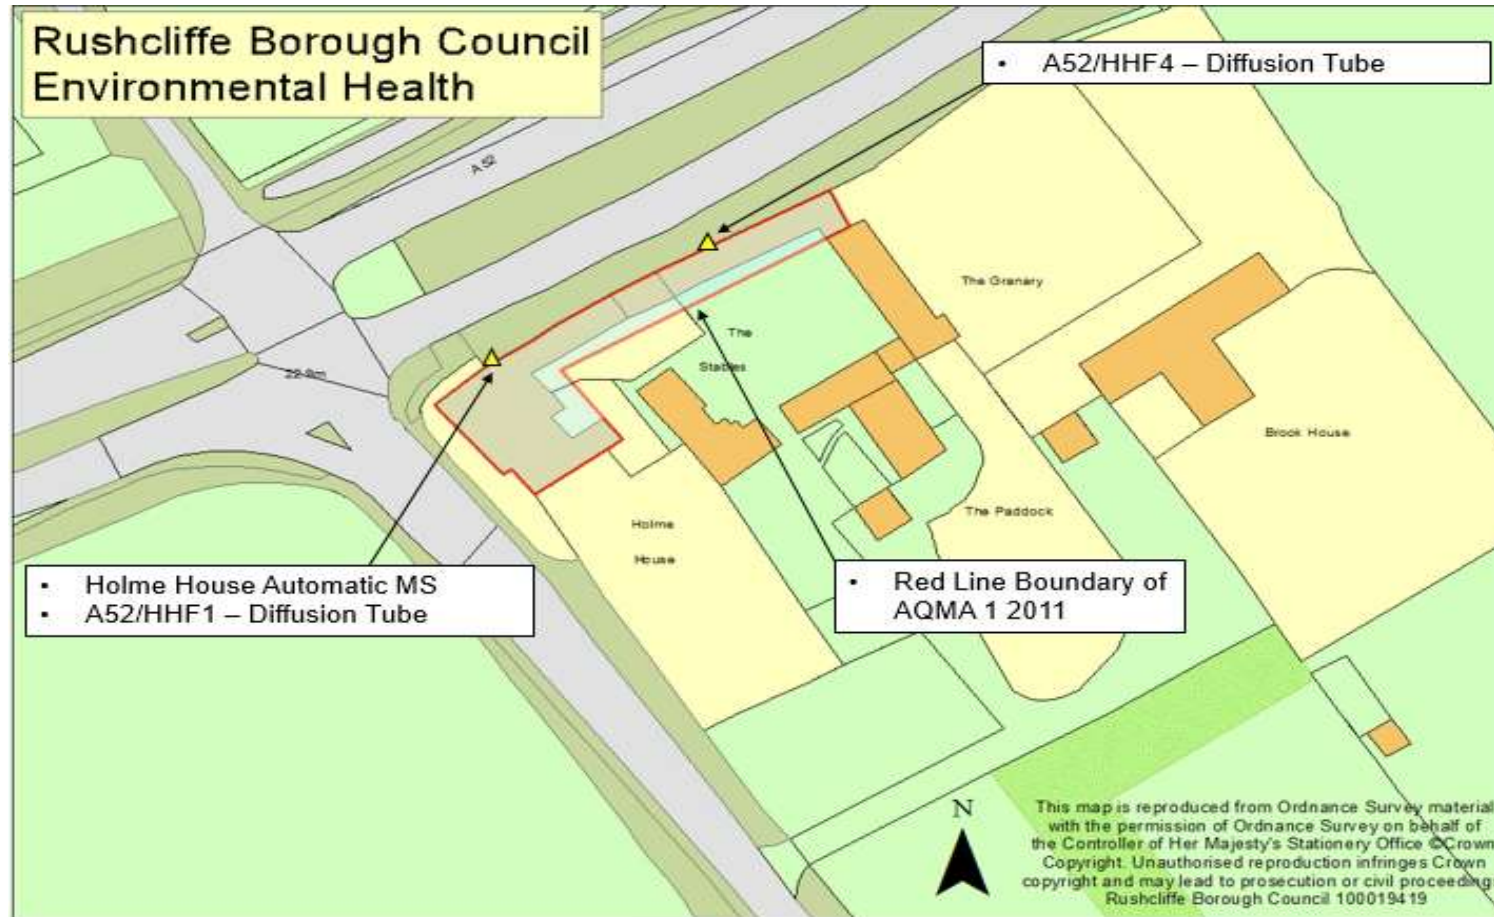 Rushcliffe Borough Council
Environmental Health
• A52/HHF4 – Diffusion Tube
A52
22.9m
The Granary
The
Stables
Brook House
The Paddock
Holme
House
• Holme House Automatic MS
• A52/HHF1 – Diffusion Tube
• Red Line Boundary of
AQMA 1 2011
N
This map is reproduced from Ordnance Survey material
with the permission of Ordnance Survey on behalf of
the Controller of Her Majesty's Stationery Office ©Crown
Copyright. Unauthorised reproduction infringes Crown
copyright and may lead to prosecution or civil proceeding
Rushcliffe Borough Council 100019419